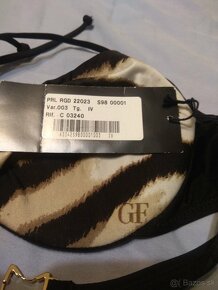 PRL RGD 22023 S98 00001
Var.003 Tg. IV
Rif. C 03240
GF
Bazos.sk